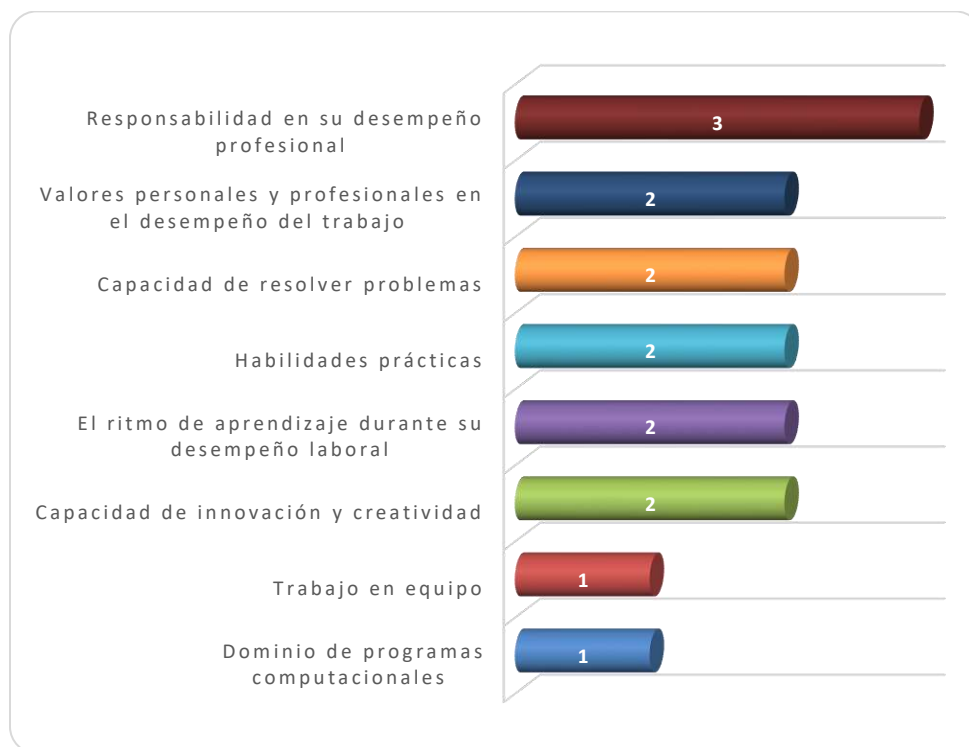 Responsabilidad en su desempeño
profesional
3
Valores personales y profesionales en
el desempeño del trabajo
2
Capacidad de resolver problemas
2
Habilidades prácticas
2
El ritmo de aprendizaje durante su
desempeño laboral
2
Capacidad de innovación y creatividad
2
Trabajo en equipo
1
Dominio de programas
computacionales
1